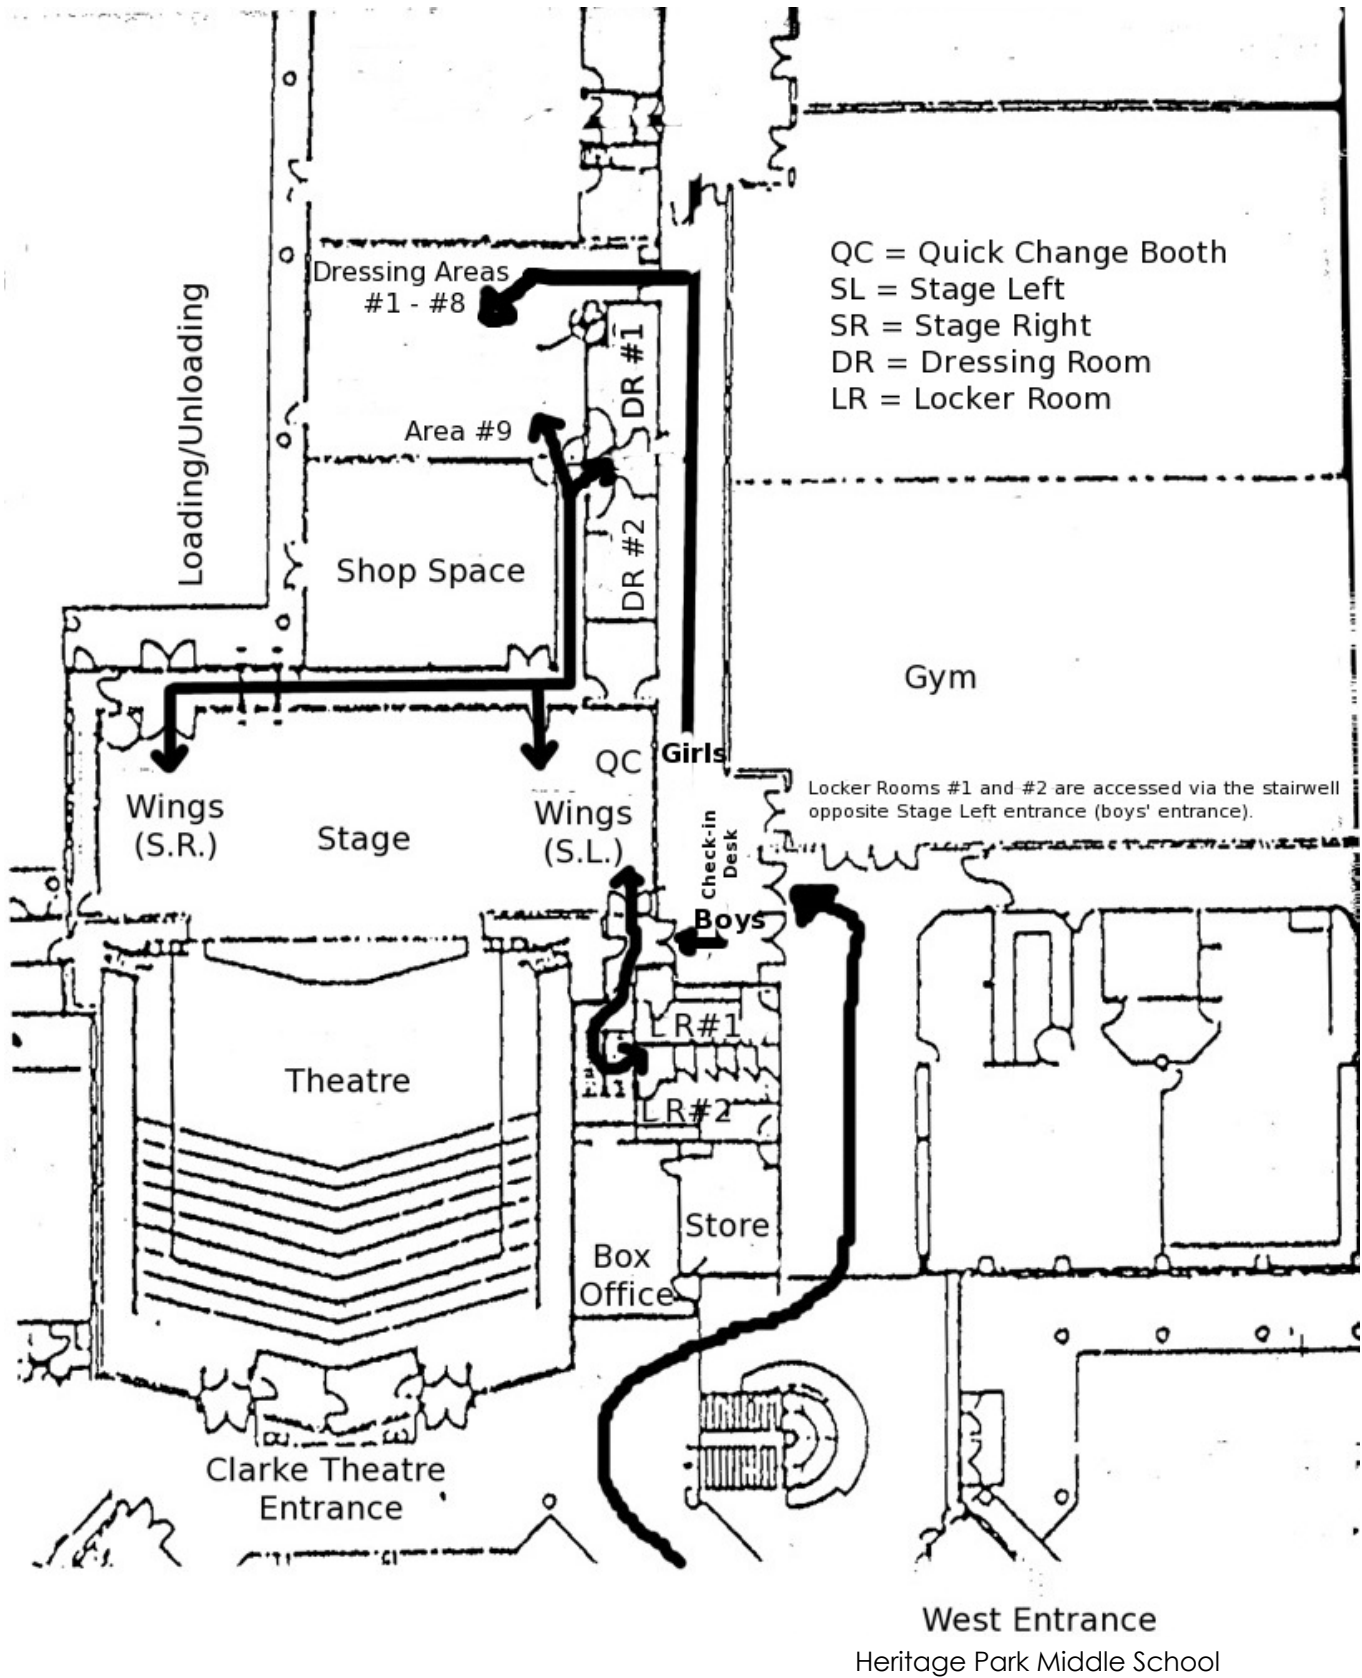 QC = Quick Change Booth
SL = Stage Left
SR = Stage Right
DR = Dressing Room
LR = Locker Room
Dressing Areas
#1 - #8
Loading/Unloading
DR #1
Area #9
DR #2
Shop Space
Gym
QC
Girls
Locker Rooms #1 and #2 are accessed via the stairwell
opposite Stage Left entrance (boys' entrance).
Wings
(S.R.)
Stage
Wings
(S.L.)
Check-in
Desk
Boys
LR#1
Theatre
LR#2
Store
Box
Office
Clarke Theatre
Entrance
West Entrance
Heritage Park Middle School